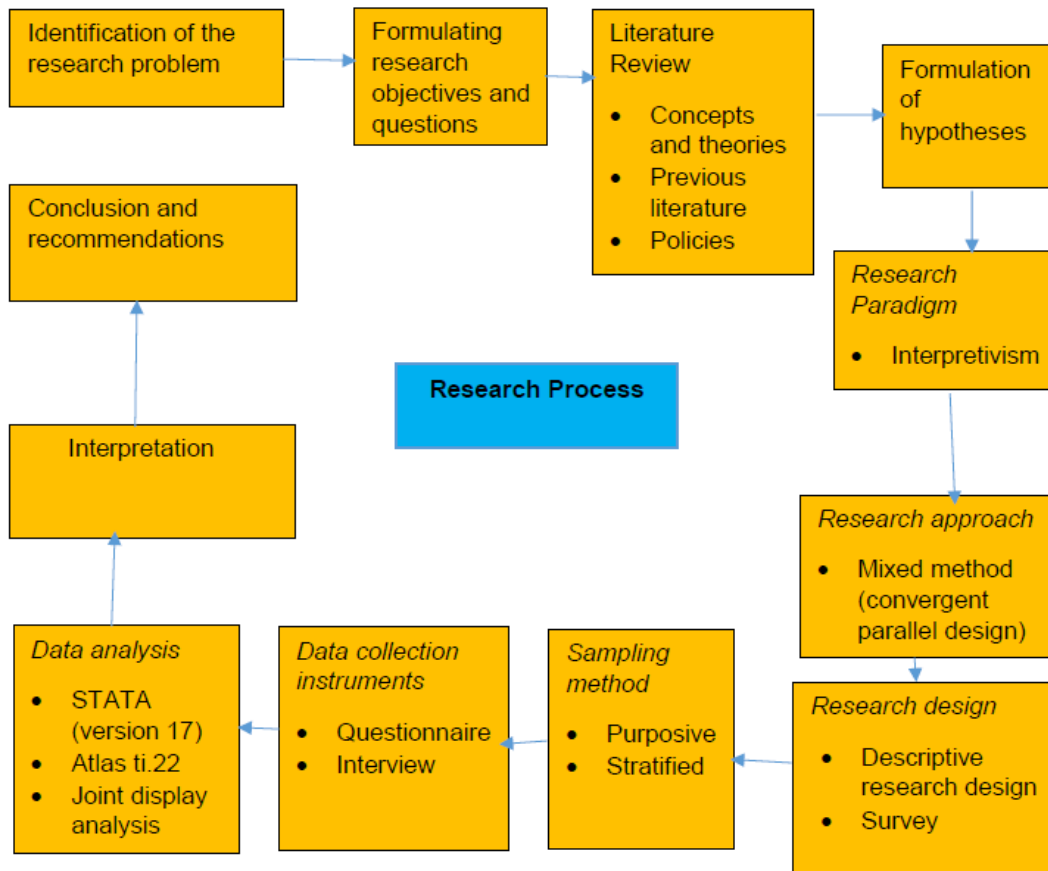 Identification of the
research problem
Formulating
research
objectives and
questions
Literature
Review
• Concepts
and theories
• Previous
literature
• Policies
Formulation
of
hypotheses
Research
Paradigm
• Interpretivism
Research approach
• Mixed method
(convergent
parallel design)
Research design
• Descriptive
research design
• Survey
Sampling
method
• Purposive
• Stratified
Data collection
instruments
• Questionnaire
• Interview
Data analysis
• STATA
(version 17)
• Atlas ti.22
• Joint display
analysis
Interpretation
Conclusion and
recommendations
Research Process